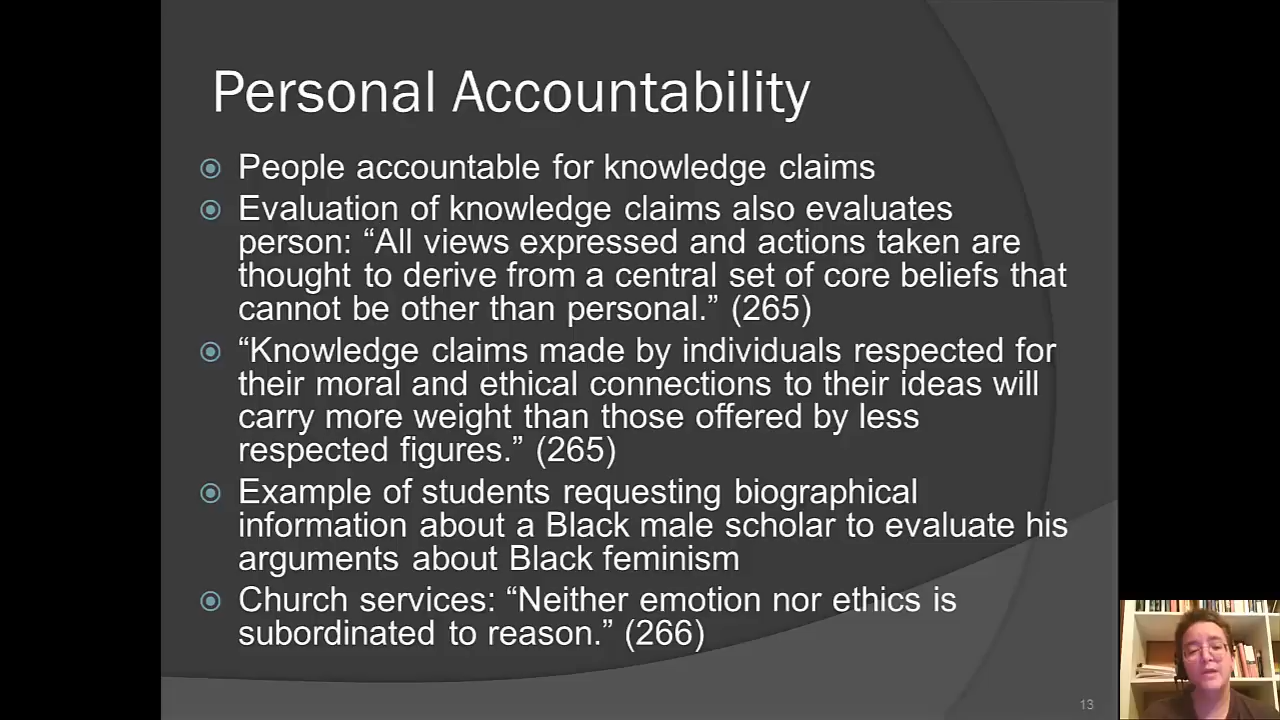 Personal Accountability
People accountable for knowledge claims
Evaluation of knowledge claims also evaluates
person: “All views expressed and actions taken are
thought to derive from a central set of core beliefs that
cannot be other than personal.” (265)
“Knowledge claims made by individuals respected for
their moral and ethical connections to their ideas will
carry more weight than those offered by less
respected figures.” (265)
Example of students requesting biographical
information about a Black male scholar to evaluate his
arguments about Black feminism
Church services: “Neither emotion nor ethics is
subordinated to reason.” (266)
13